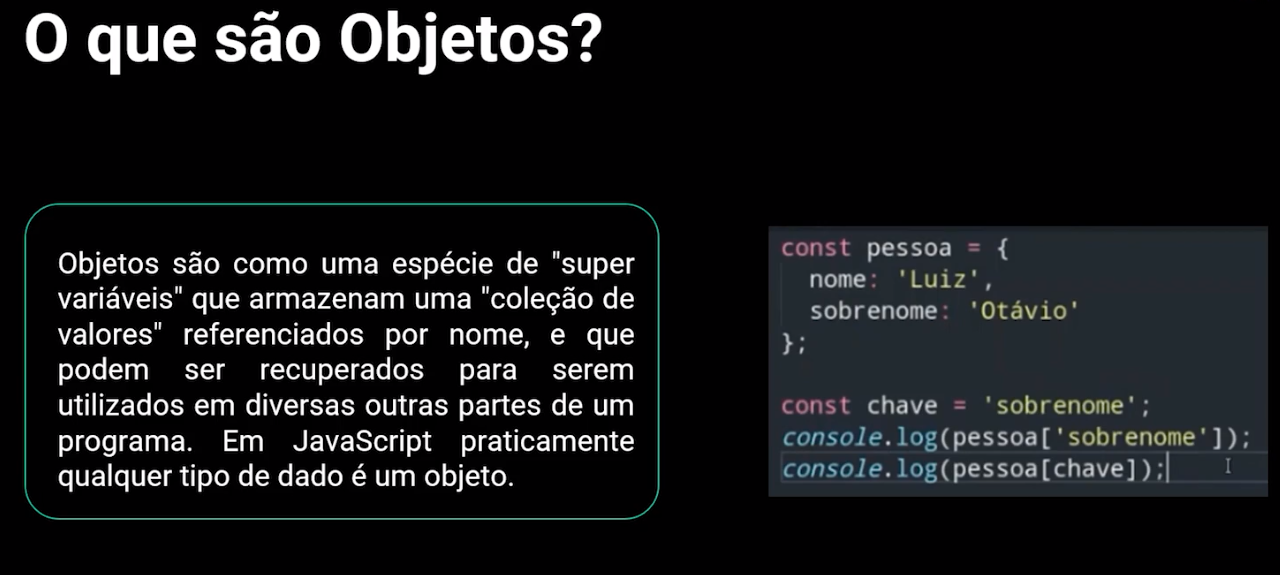 O que são Objetos?
Objetos são como uma espécie de "super
variáveis" que armazenam uma "coleção de
valores" referenciados por nome, e que
podem ser recuperados para serem
utilizados em diversas outras partes de um
programa. Em JavaScript praticamente
qualquer tipo de dado é um objeto.
const pessoa = {
  nome: 'Luiz',
  sobrenome: 'Otávio'
};
const chave = 'sobrenome';
console.log(pessoa['sobrenome']);
console.log(pessoa[chave]);